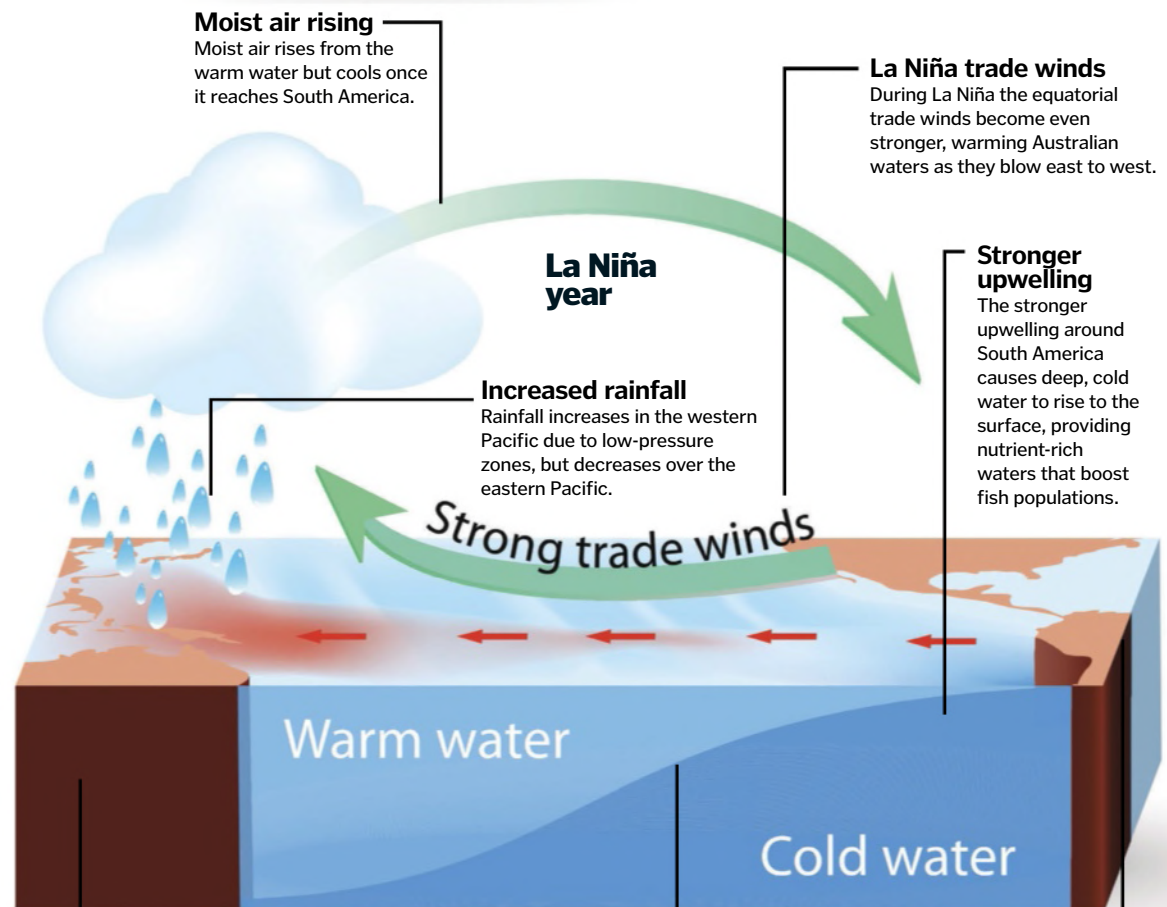 Moist air rising
Moist air rises from the
warm water but cools once
it reaches South America.
La Niña trade winds
During La Niña the equatorial
trade winds become even
stronger, warming Australian
waters as they blow east to west.
La Niña
year
Stronger
upwelling
The stronger
upwelling around
South America
causes deep, cold
water to rise to the
surface, providing
nutrient-rich
waters that boost
fish populations.
Increased rainfall
Rainfall increases in the western
Pacific due to low-pressure
zones, but decreases over the
eastern Pacific.
Strong trade winds
Warm water
Cold water